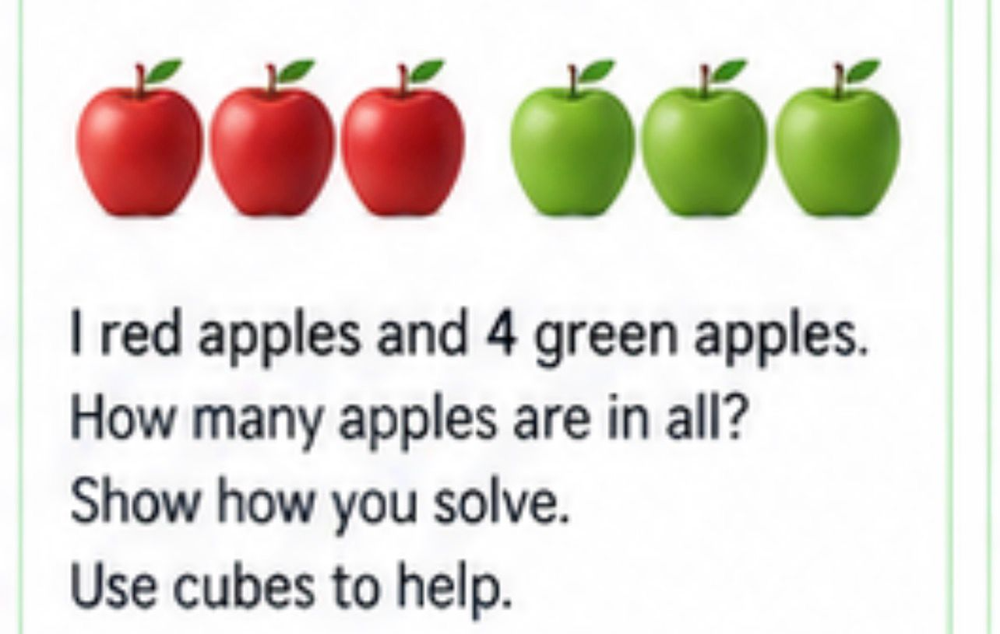 I red apples and 4 green apples.
How many apples are in all?
Show how you solve.
Use cubes to help.